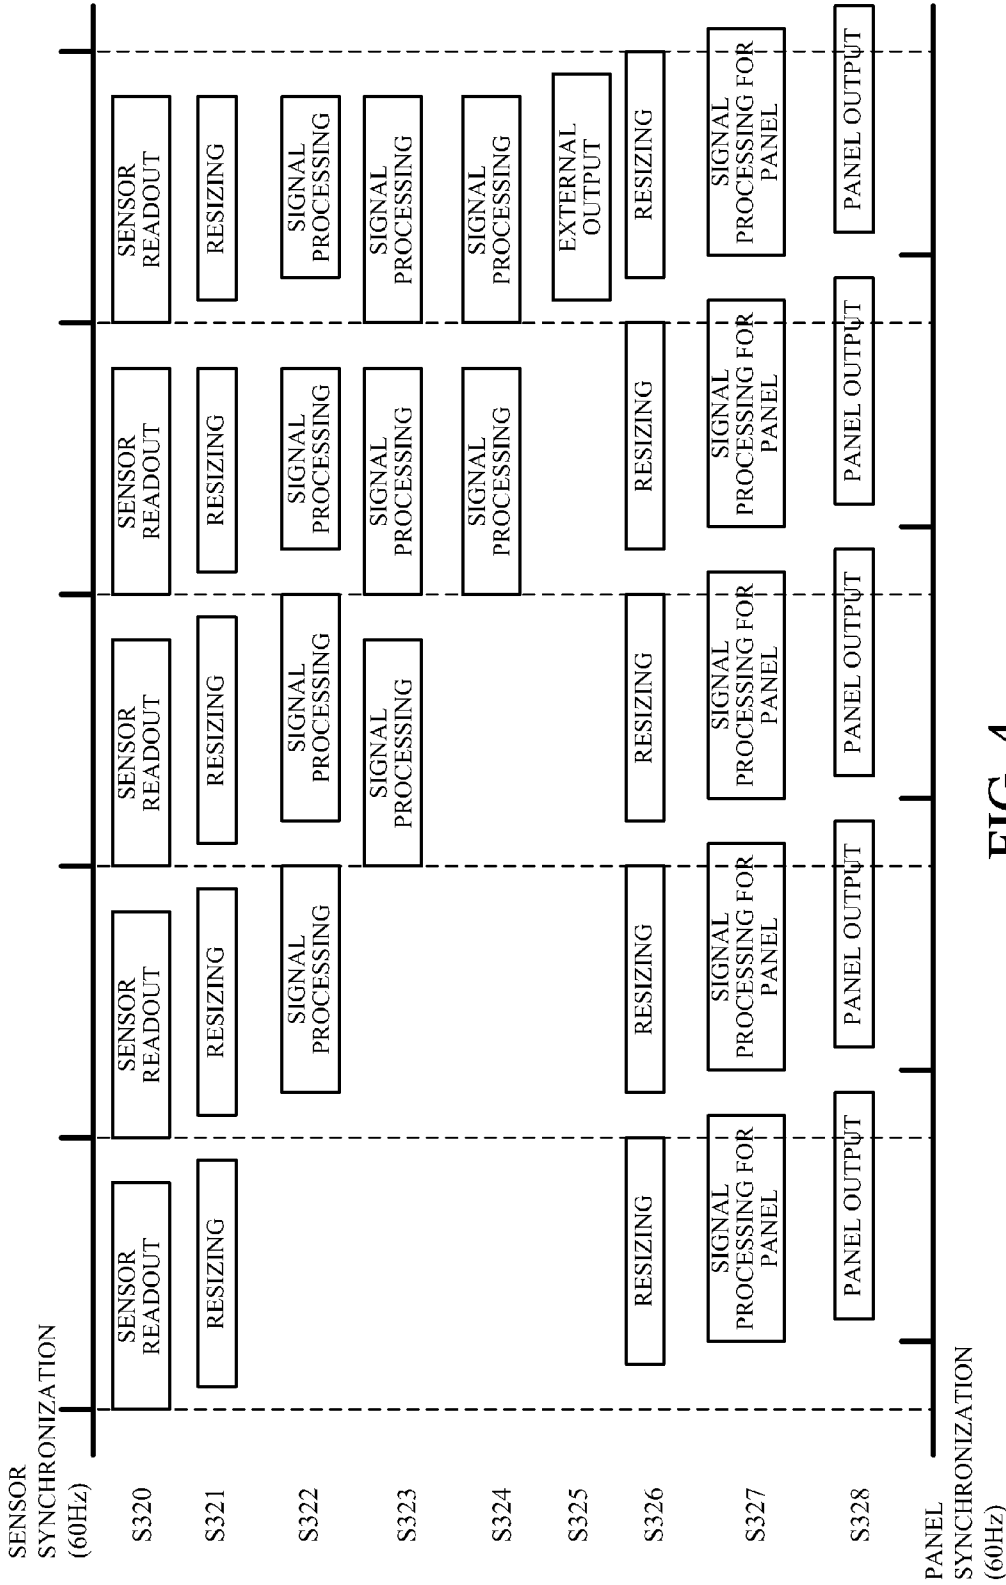 SENSOR
SYNCHRONIZATION
(60Hz)
S320
SENSOR
READOUT
SENSOR
READOUT
SENSOR
READOUT
SENSOR
READOUT
SENSOR
READOUT
S321
RESIZING
RESIZING
RESIZING
RESIZING
RESIZING
S322
SIGNAL
PROCESSING
SIGNAL
PROCESSING
SIGNAL
PROCESSING
SIGNAL
PROCESSING
S323
SIGNAL
PROCESSING
SIGNAL
PROCESSING
SIGNAL
PROCESSING
S324
SIGNAL
PROCESSING
SIGNAL
PROCESSING
S325
EXTERNAL
OUTPUT
S326
RESIZING
RESIZING
RESIZING
RESIZING
RESIZING
S327
SIGNAL
PROCESSING FOR
PANEL
SIGNAL
PROCESSING FOR
PANEL
SIGNAL
PROCESSING FOR
PANEL
SIGNAL
PROCESSING FOR
PANEL
SIGNAL
PROCESSING FOR
PANEL
S328
PANEL OUTPUT
PANEL OUTPUT
PANEL OUTPUT
PANEL OUTPUT
PANEL OUTPUT
PANEL
SYNCHRONIZATION
(60Hz)
FIG. 4